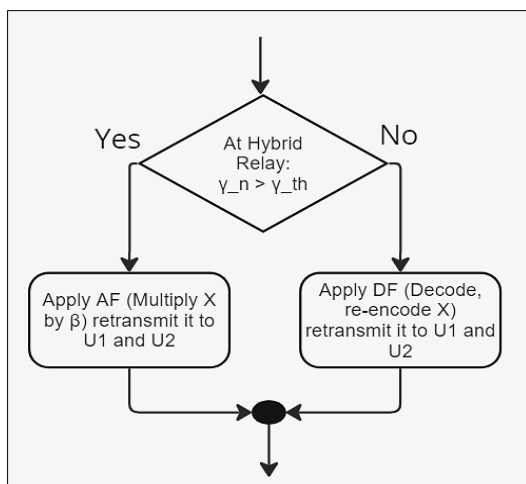 Yes
No
At Hybrid
Relay:
γ_n > γ_th
Apply AF (Multiply X
by β) retransmit it to
U1 and U2
Apply DF (Decode,
re-encode X)
retransmit it to U1 and
U2